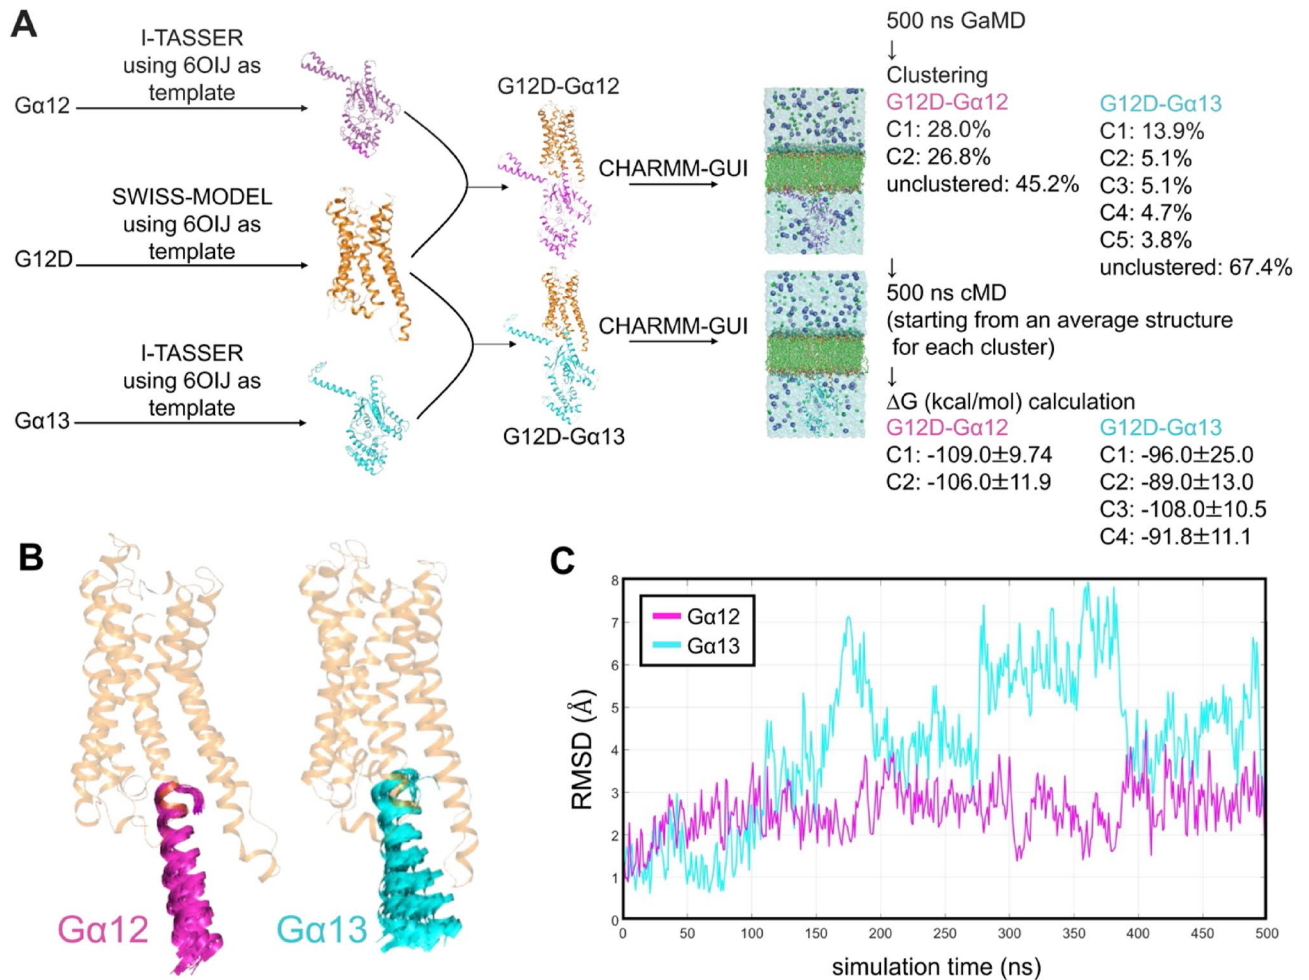 A
I-TASSER
using 6OIJ as
template
Gα12
SWISS-MODEL
using 6OIJ as
template
G12D
I-TASSER
using 6OIJ as
template
Gα13
G12D-Gα12
G12D-Gα13
CHARMM-GUI
CHARMM-GUI
500 ns GaMD
↓
Clustering
G12D-Gα12
C1: 28.0%
C2: 26.8%
unclustered: 45.2%
G12D-Gα13
C1: 13.9%
C2: 5.1%
C3: 5.1%
C4: 4.7%
C5: 3.8%
unclustered: 67.4%
↓
500 ns cMD
(starting from an average structure
for each cluster)
↓
ΔG (kcal/mol) calculation
G12D-Gα12
C1: -109.0±9.74
C2: -106.0±11.9
G12D-Gα13
C1: -96.0±25.0
C2: -89.0±13.0
C3: -108.0±10.5
C4: -91.8±11.1
B
Gα12
Gα13
C
Gα12
Gα13
RMSD (Å)
8
7
6
5
4
3
2
1
0
0 50 100 150 200 250 300 350 400 450 500
simulation time (ns)